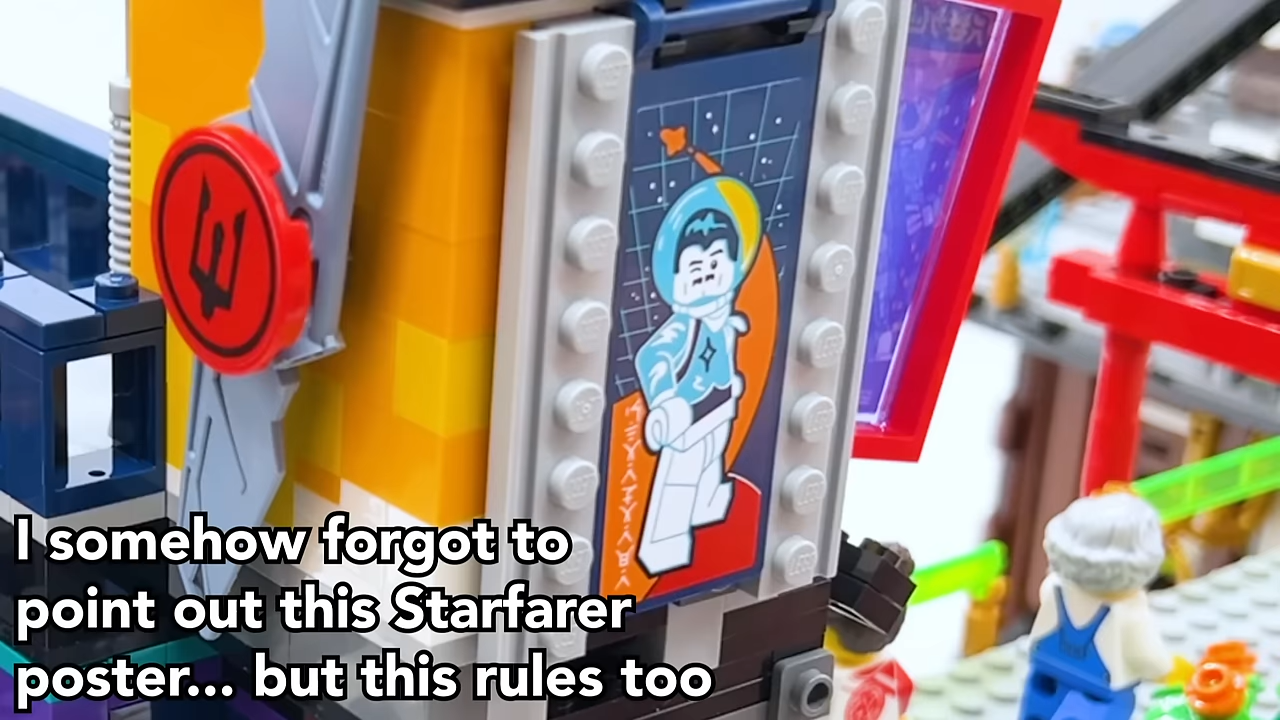 I somehow forgot to
point out this Starfarer
poster... but this rules too